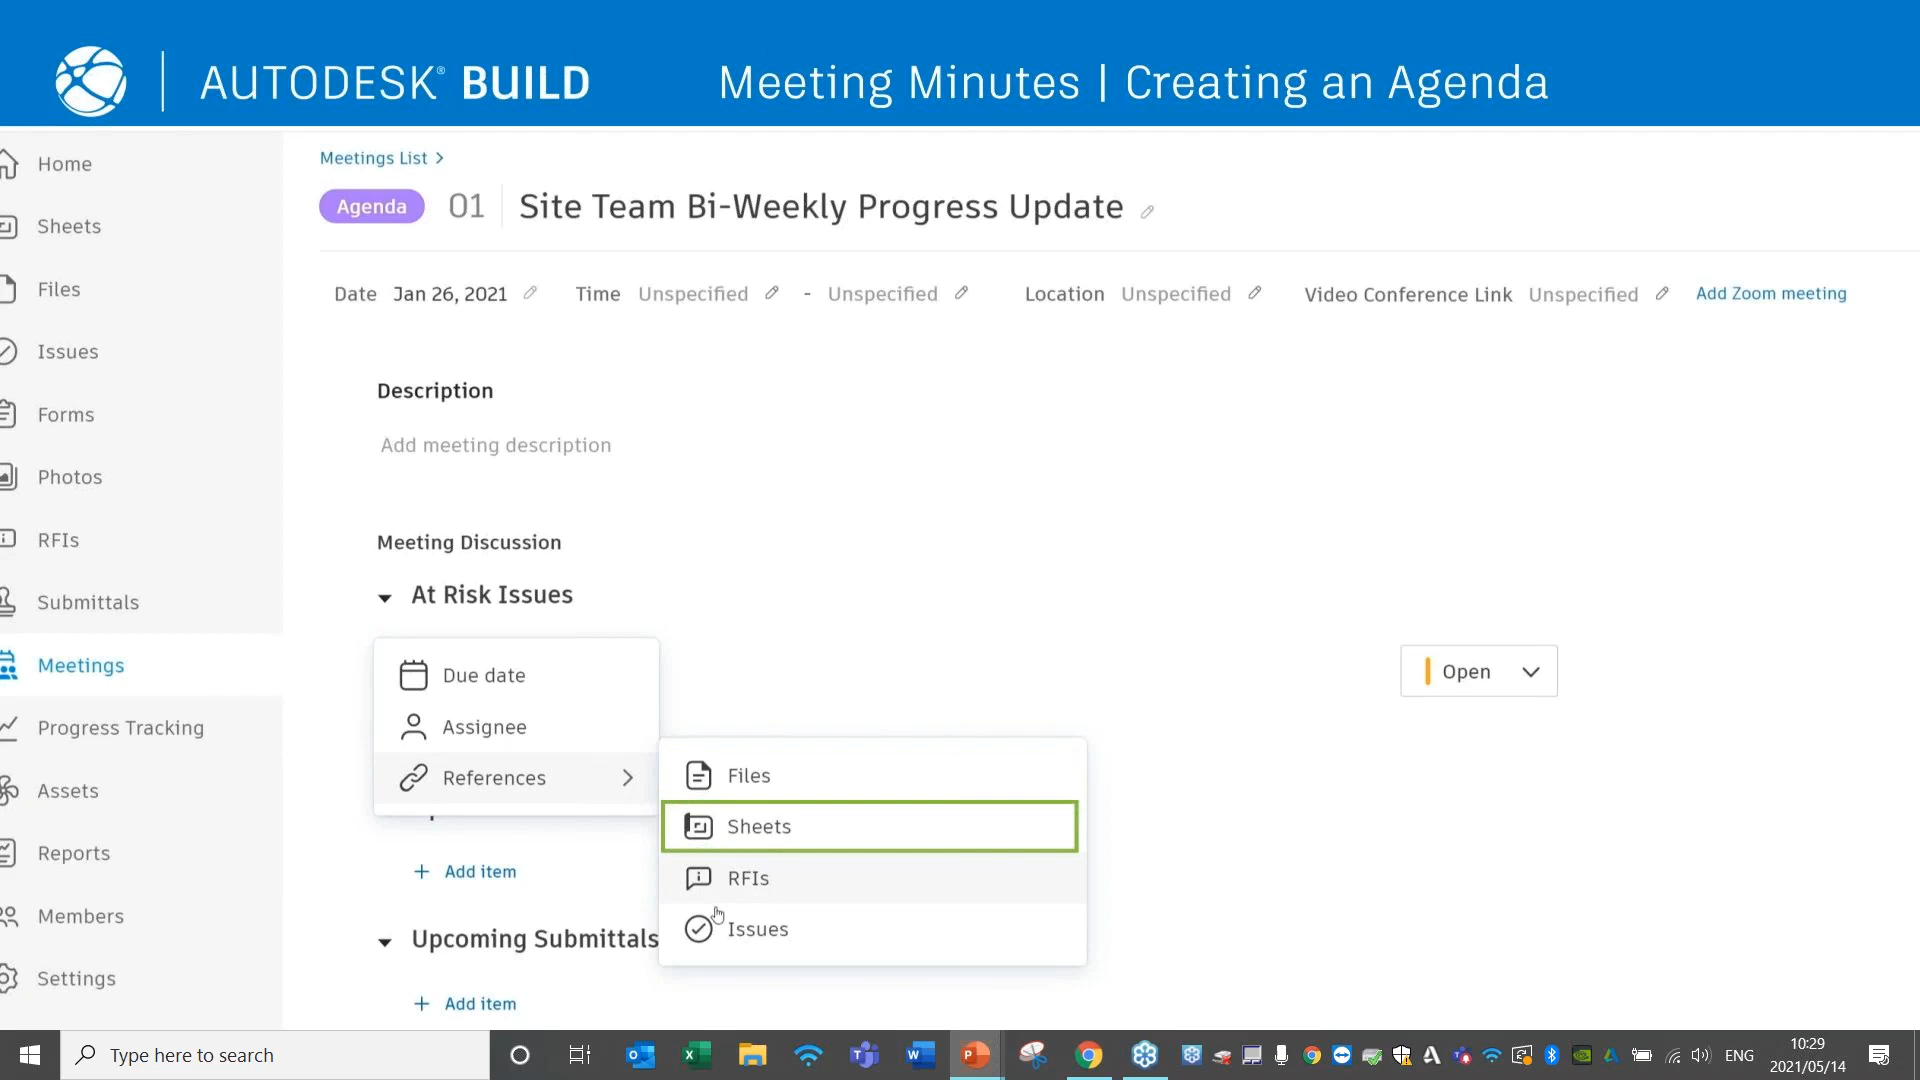 AUTODESK® BUILD
Meeting Minutes | Creating an Agenda
Home
Sheets
Files
Issues
Forms
Photos
RFIs
Submittals
Meetings
Progress Tracking
Assets
Reports
Members
Settings
Meetings List >
Agenda 01 Site Team Bi-Weekly Progress Update
Date Jan 26, 2021 Time Unspecified - Unspecified Location Unspecified Video Conference Link Unspecified Add Zoom meeting
Description
Add meeting description
Meeting Discussion
At Risk Issues
Due date
Assignee
References
Open
Files
Sheets
RFIs
Issues
+ Add item
Upcoming Submittals
+ Add item
Type here to search
ENG
10:29
2021/05/14